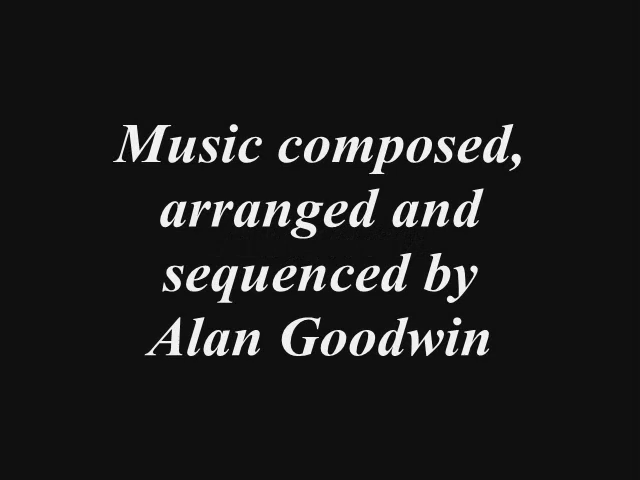 Music composed,
arranged and
sequenced by
Alan Goodwin